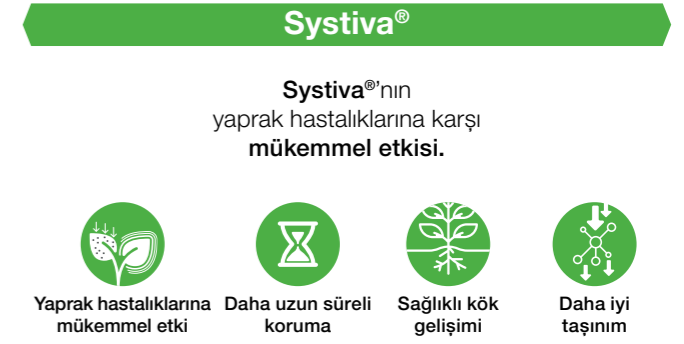 Systiva®
Systiva®'nın
yaprak hastalıklarına karşı
mükemmel etkisi.
Yaprak hastalıklarına
mükemmel etki
Daha uzun süreli
koruma
Sağlıklı kök
gelişimi
Daha iyi
taşınım